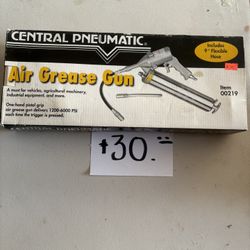 CENTRAL PNEUMATIC®
Includes
9" Flexible
Hose
Air Grease Gun
A must for vehicles, agricultural machinery,
industrial equipment, and more.
One-hand pistol grip
air grease gun delivers 1200-6000 PSI
each time the trigger is pressed.
Item
00219
$30.